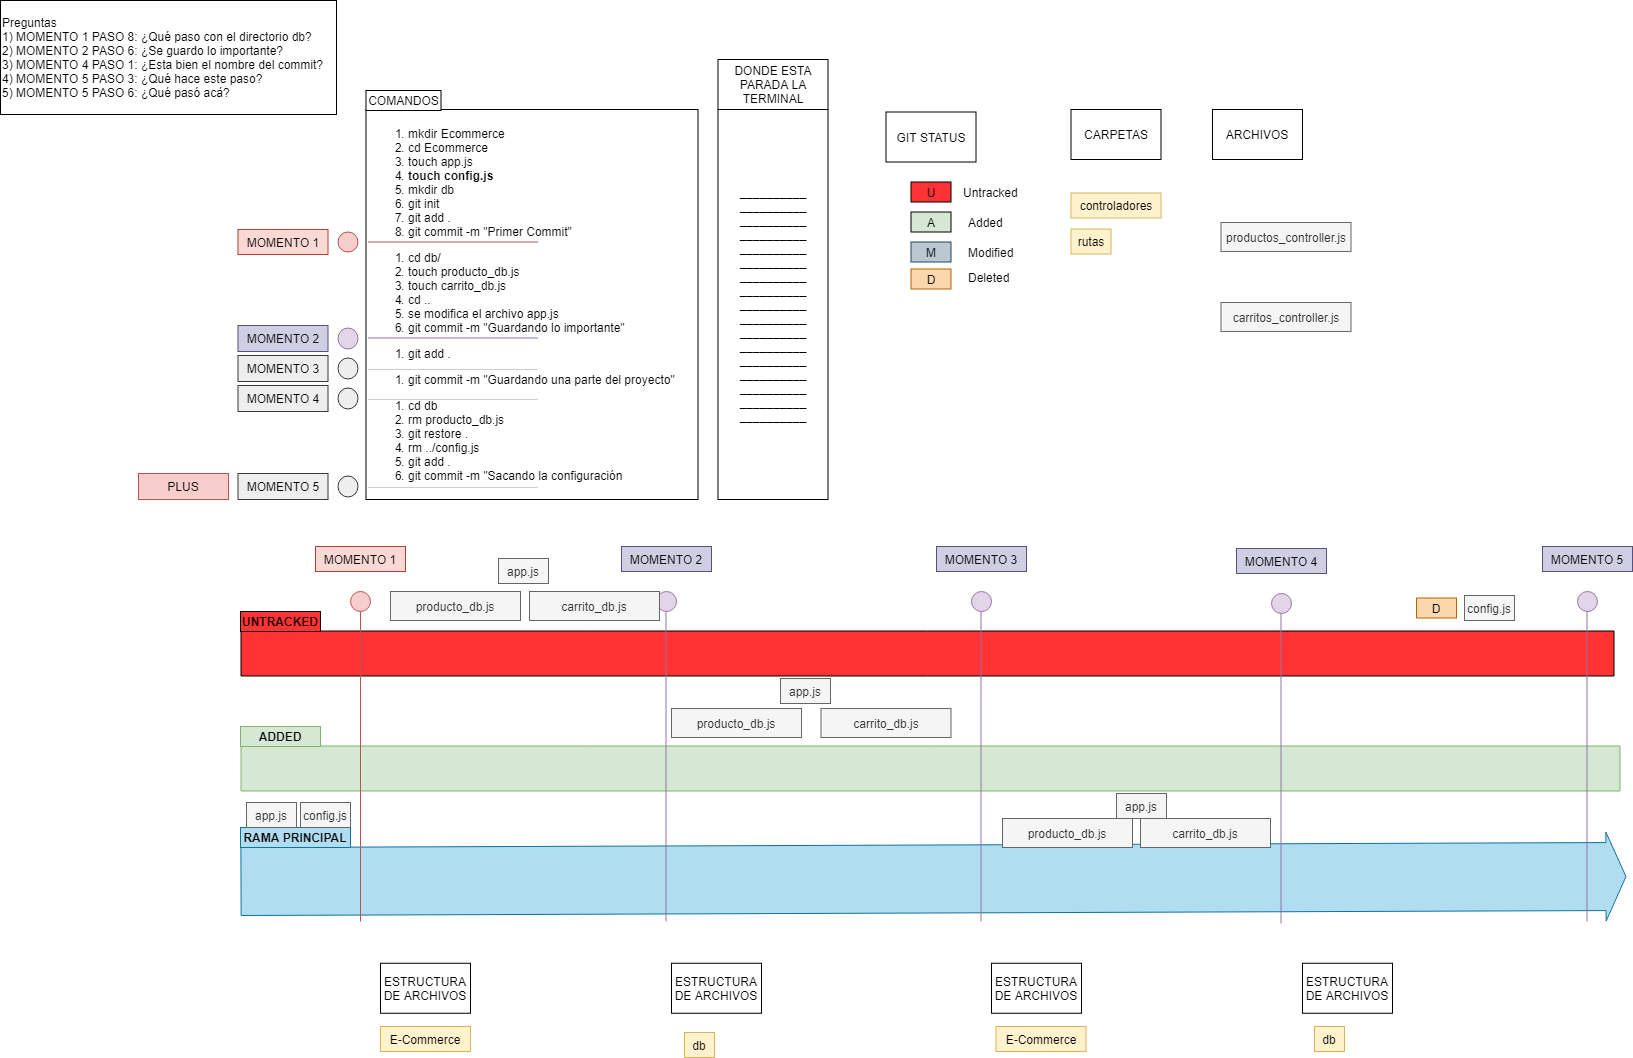 Preguntas
1) MOMENTO 1 PASO 8: ¿Qué paso con el directorio db?
2) MOMENTO 2 PASO 6: ¿Se guardo lo importante?
3) MOMENTO 4 PASO 1: ¿Esta bien el nombre del commit?
4) MOMENTO 5 PASO 3: ¿Qué hace este paso?
5) MOMENTO 5 PASO 6: ¿Qué pasó acá?
COMANDOS
1. mkdir Ecommerce
2. cd Ecommerce
3. touch app.js
4. touch config.js
5. mkdir db
6. git init
7. git add .
8. git commit -m "Primer Commit"
MOMENTO 1
1. cd db/
2. touch producto_db.js
3. touch carrito_db.js
4. cd ..
5. se modifica el archivo app.js
6. git commit -m "Guardando lo importante"
MOMENTO 2
1. git add .
MOMENTO 3
1. git commit -m "Guardando una parte del proyecto"
MOMENTO 4
1. cd db
2. rm producto_db.js
3. git restore .
4. rm ../config.js
5. git add .
6. git commit -m "Sacando la configuración
PLUS
MOMENTO 5
DONDE ESTA
PARADA LA
TERMINAL
GIT STATUS
U Untracked
A Added
M Modified
D Deleted
CARPETAS
controladores
rutas
ARCHIVOS
productos_controller.js
carritos_controller.js
MOMENTO 1
MOMENTO 2
MOMENTO 3
MOMENTO 4
MOMENTO 5
app.js
producto_db.js
carrito_db.js
D
config.js
UNTRACKED
app.js
producto_db.js
carrito_db.js
ADDED
app.js
config.js
app.js
producto_db.js
carrito_db.js
RAMA PRINCIPAL
ESTRUCTURA
DE ARCHIVOS
E-Commerce
ESTRUCTURA
DE ARCHIVOS
db
ESTRUCTURA
DE ARCHIVOS
E-Commerce
ESTRUCTURA
DE ARCHIVOS
db